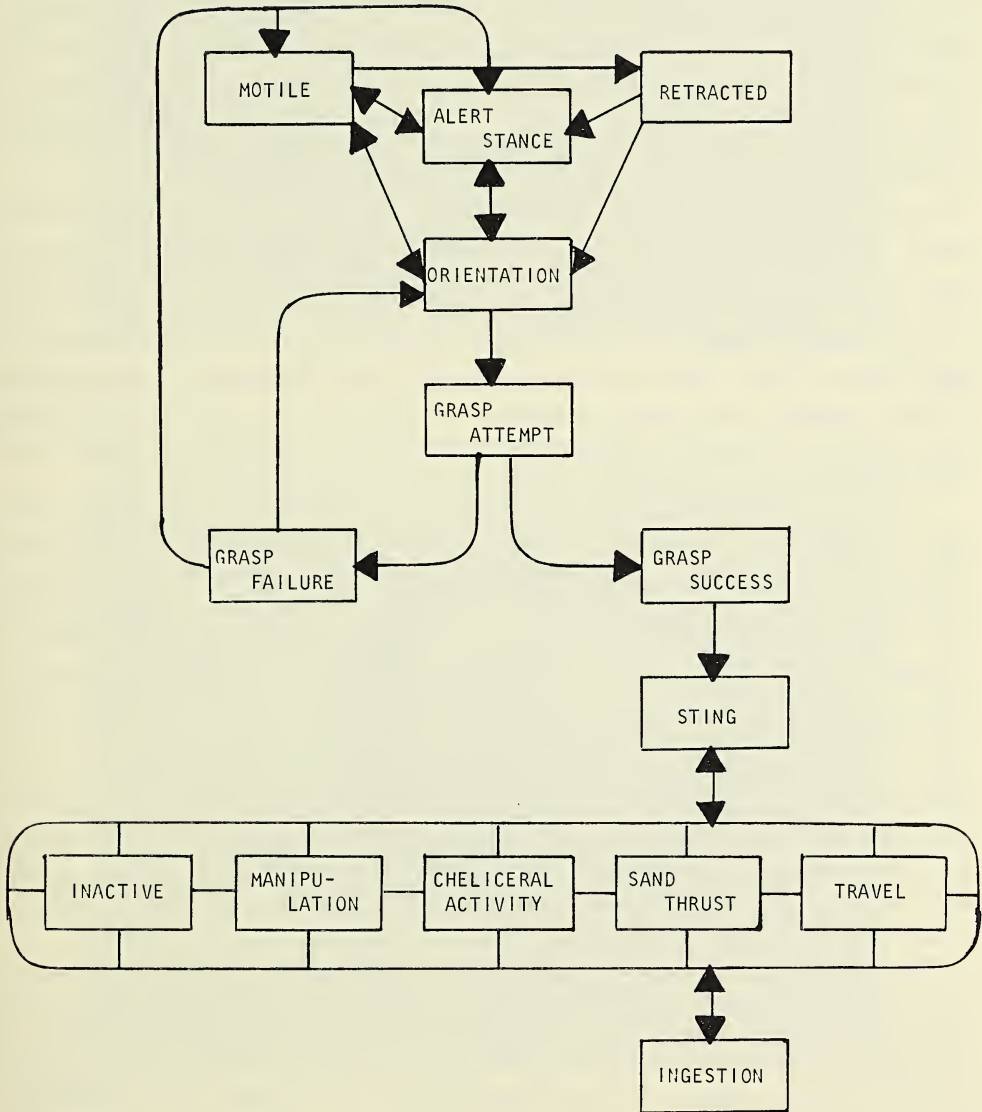 MOTILE
ALERT
STANCE
RETRACTED
ORIENTATION
GRASP
ATTEMPT
GRASP
FAILURE
GRASP
SUCCESS
STING
INACTIVE
MANIPU-
LATION
CHELICERAL
ACTIVITY
SAND
THRUST
TRAVEL
INGESTION